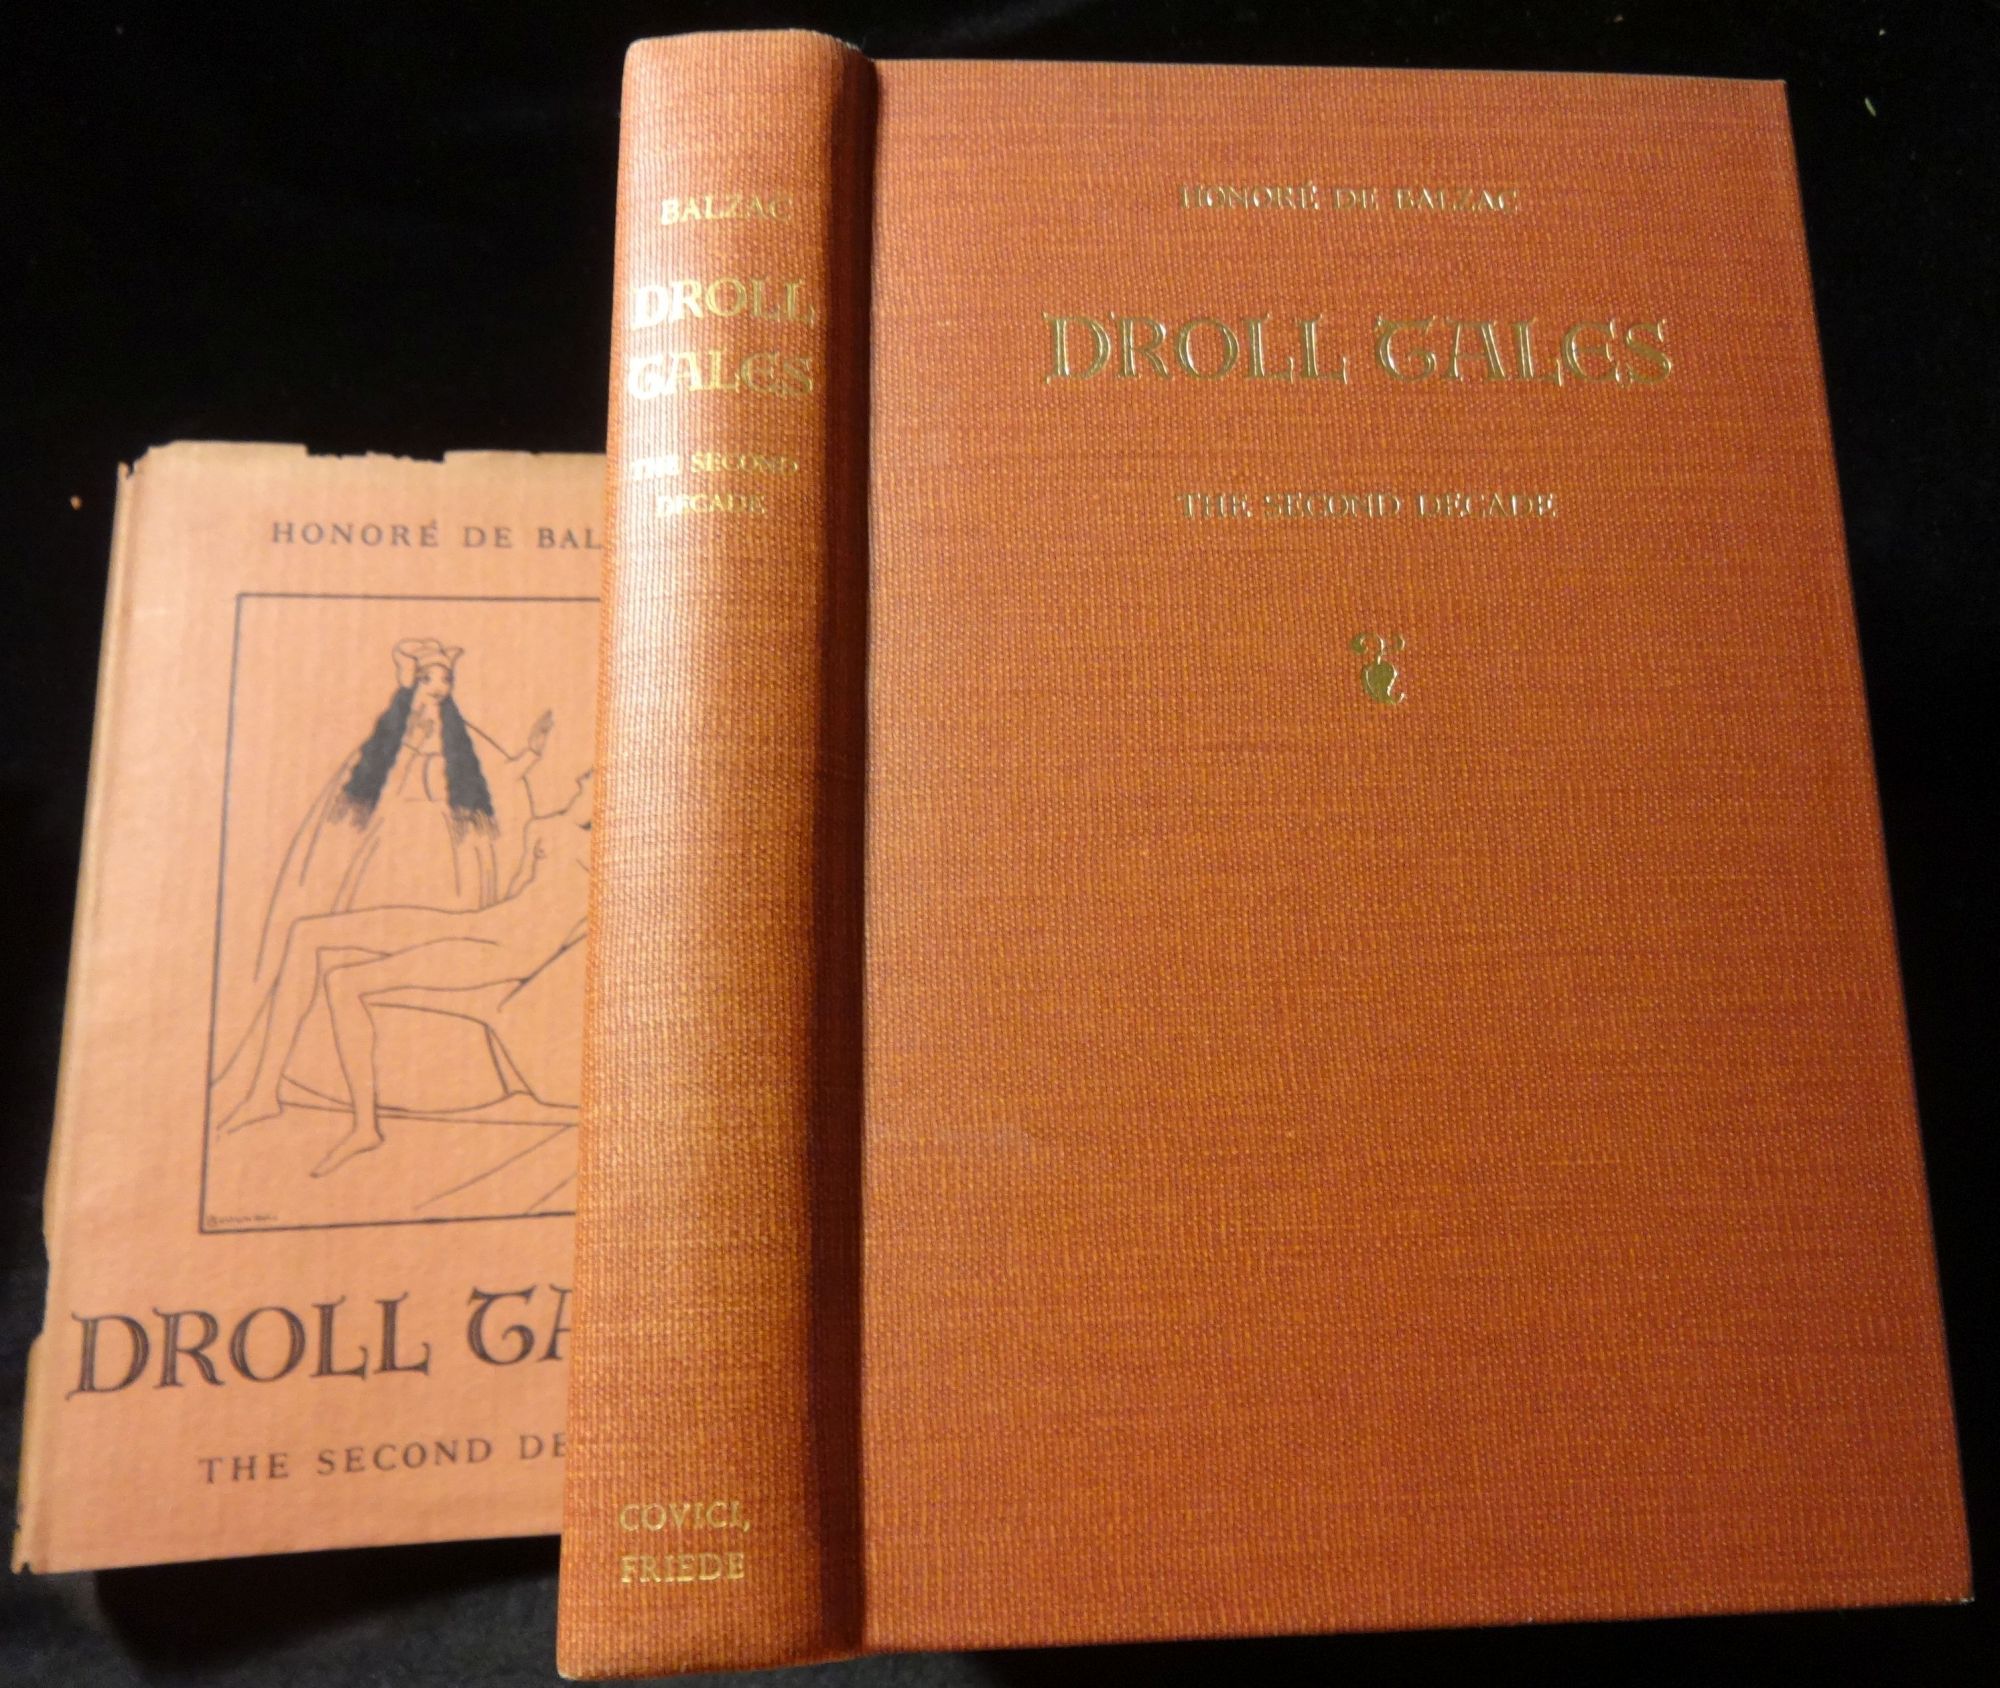 HONORÉ DE BAL
DROLL TA
THE SECOND DE
BALZAC
DROLL
TALES
THE SECOND
DECADE
COVICI,
FRIEDE
HONORÉ DE BALZAC
DROLL TALES
THE SECOND DECADE